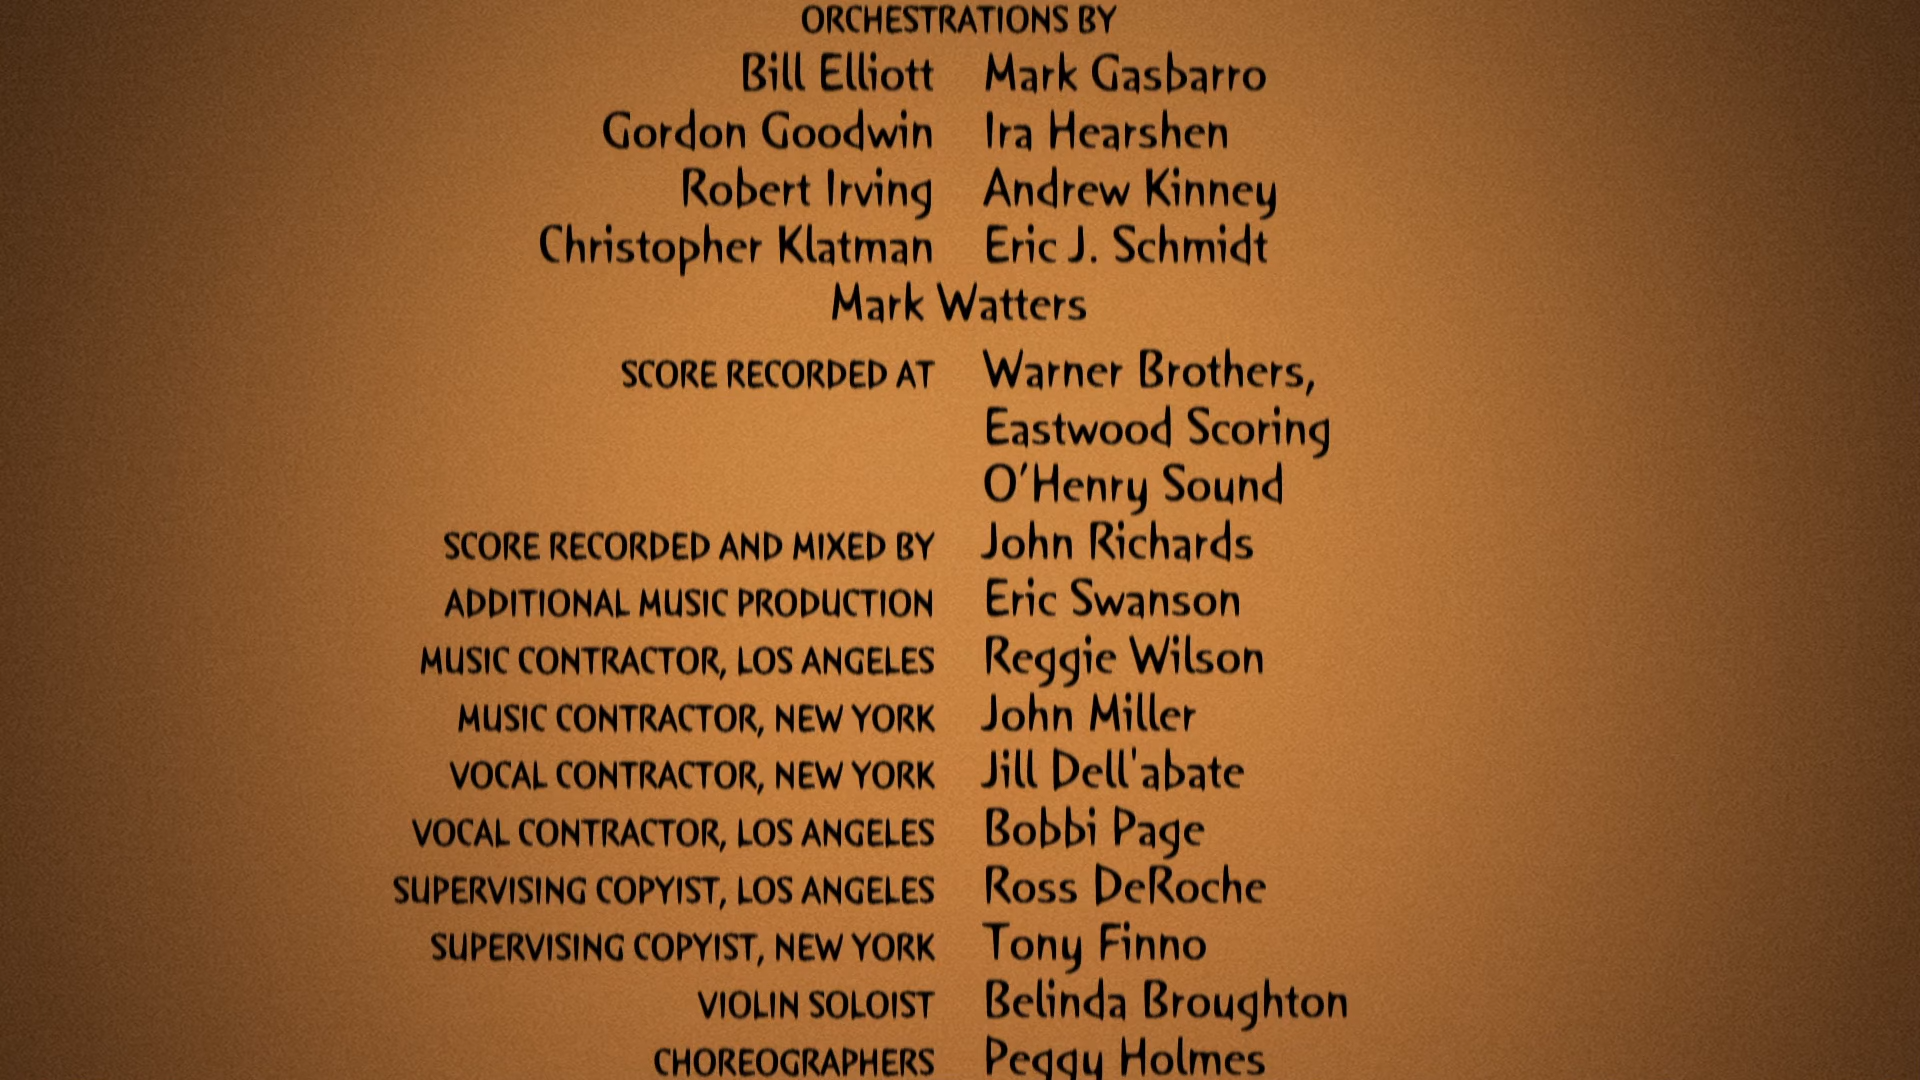 ORCHESTRATIONS BY
Bill Elliott Mark Gasbarro
Gordon Goodwin Ira Hearshen
Robert Irving Andrew Kinney
Christopher Klatman Eric J. Schmidt
Mark Watters
SCORE RECORDED AT Warner Brothers,
Eastwood Scoring
O’Henry Sound
SCORE RECORDED AND MIXED BY John Richards
ADDITIONAL MUSIC PRODUCTION Eric Swanson
MUSIC CONTRACTOR, LOS ANGELES Reggie Wilson
MUSIC CONTRACTOR, NEW YORK John Miller
VOCAL CONTRACTOR, NEW YORK Jill Dell'abate
VOCAL CONTRACTOR, LOS ANGELES Bobbi Page
SUPERVISING COPYIST, LOS ANGELES Ross DeRoche
SUPERVISING COPYIST, NEW YORK Tony Finno
VIOLIN SOLOIST Belinda Broughton
CHOREOGRAPHERS Peggy Holmes